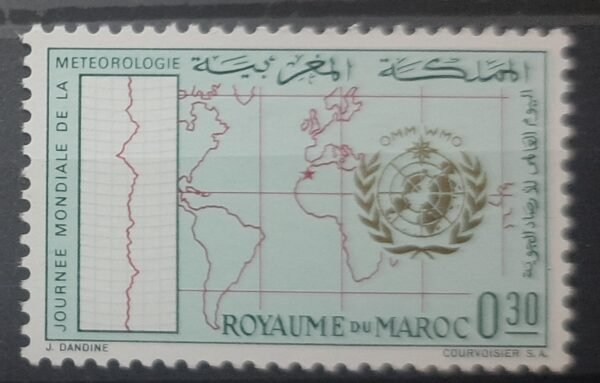 المملكة المغربية
JOURNEE MONDIALE DE LA METEOROLOGIE
OMM WMO
اليوم العالمي للأرصاد الجوية
ROYAUME DU MAROC 0,30
J. DANDINE
COURVOISIER S.A.